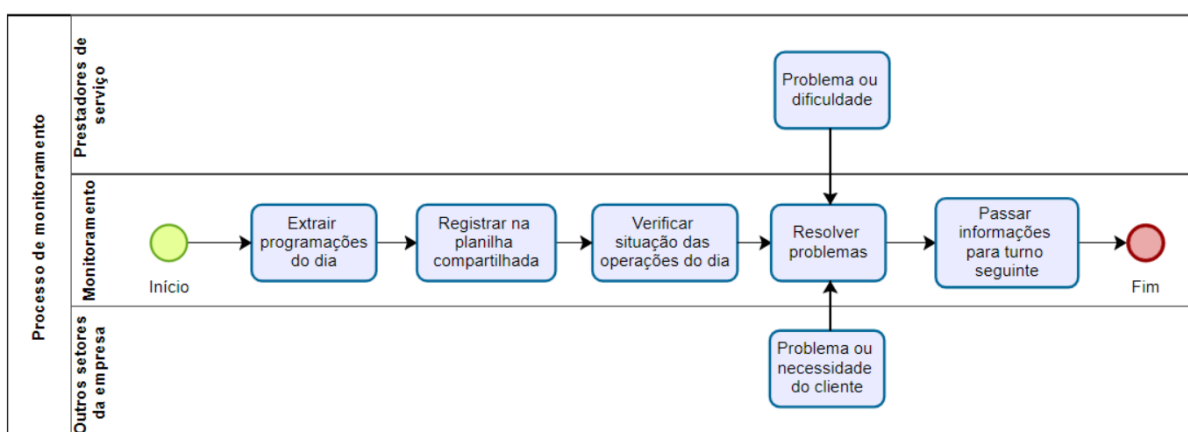 Processo de monitoramento
Prestadores de
serviço
Problema ou
dificuldade
Monitoramento
Início
Extrair
programações
do dia
Registrar na
planilha
compartilhada
Verificar
situação das
operações do dia
Resolver
problemas
Passar
informações
para turno
seguinte
Fim
Outros setores
da empresa
Problema ou
necessidade
do cliente